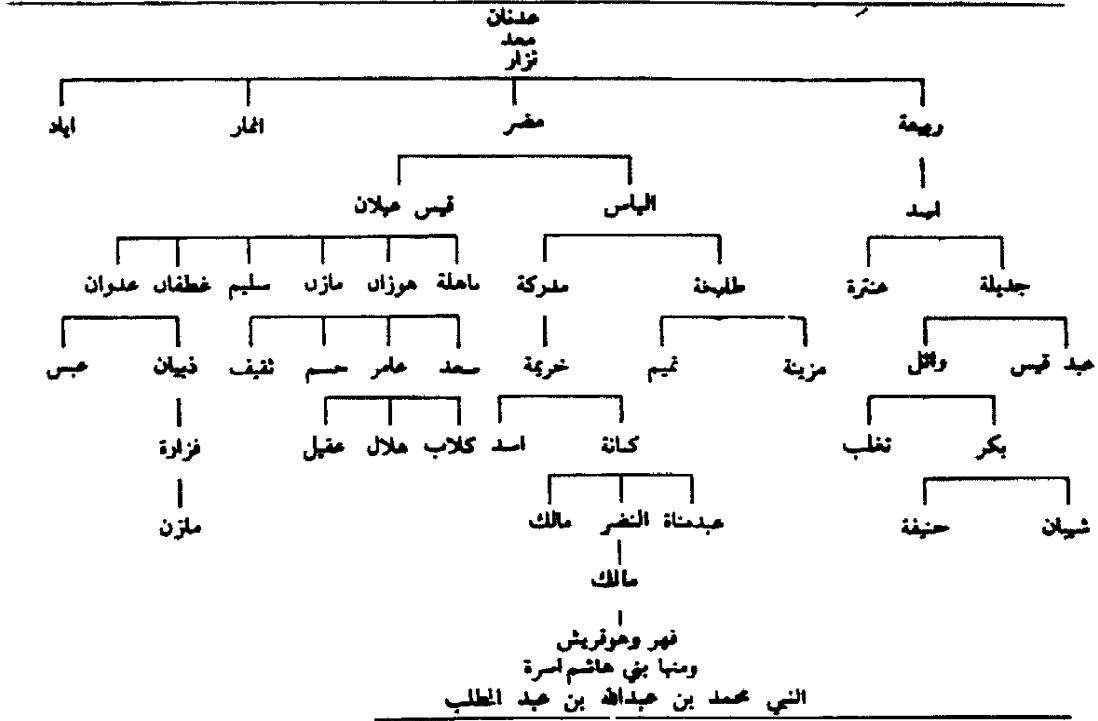 عدنان
معد
نزار
ربيعة مضر انمار اياد
اسد الياس قيس عيلان
جديلة عنترة طابخة مدركة باهلة هوزان مازن سليم غطفان عدوان
عبد قيس وائل مزينة تميم خزيمة سعد عامر جسم ثقيف ذبيان عبس
بكر تغلب كنانة اسد كلاب هلال عقيل فزارة
شيبان حنيفة عبدمناة النضر مالك مازن
مالك
فهر وهوقريش
ومنها بني هاشم اسرة
النبي محمد بن عبدالله بن عبد المطلب